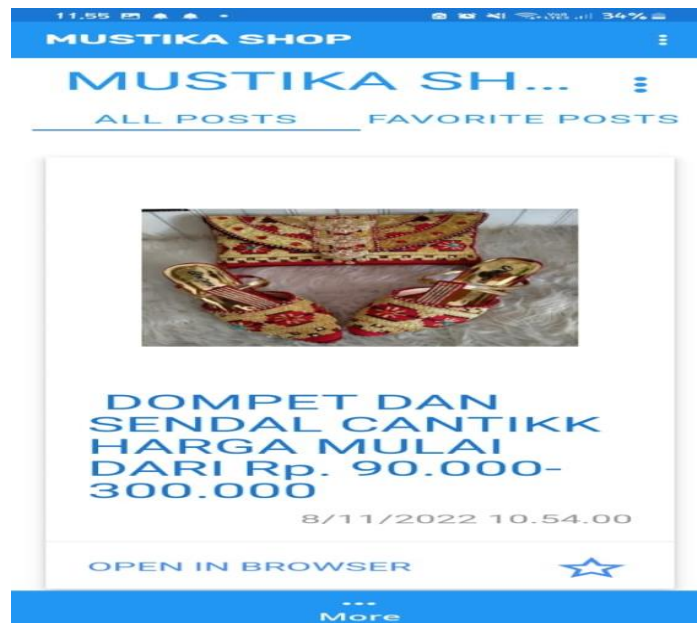 11.55
34%
MUSTIKA SHOP
MUSTIKA SH...
ALL POSTS FAVORITE POSTS
DOMPET DAN
SENDAL CANTIKK
HARGA MULAI
DARI Rp. 90.000-
300.000
8/11/2022 10.54.00
OPEN IN BROWSER
More